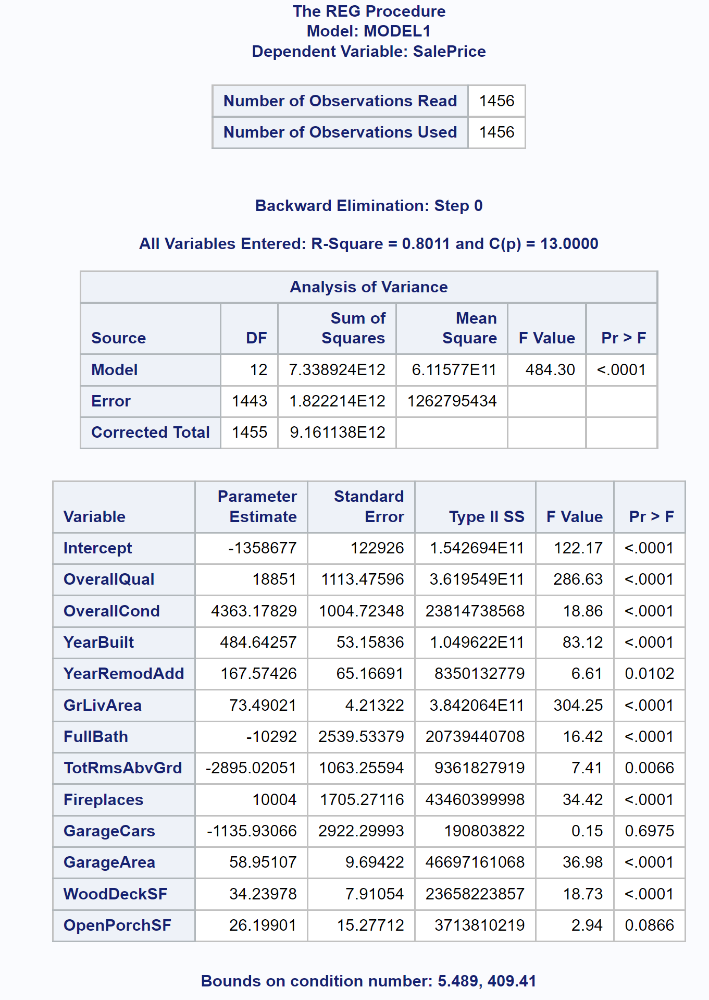 The REG Procedure
Model: MODEL1
Dependent Variable: SalePrice
Number of Observations Read 1456
Number of Observations Used 1456
Backward Elimination: Step 0
All Variables Entered: R-Square = 0.8011 and C(p) = 13.0000
Analysis of Variance
Source DF Sum of Squares Mean Square F Value Pr > F
Model 12 7.338924E12 6.11577E11 484.30 <.0001
Error 1443 1.822214E12 1262795434
Corrected Total 1455 9.161138E12
Variable Parameter Estimate Standard Error Type II SS F Value Pr > F
Intercept -1358677 122926 1.542694E11 122.17 <.0001
OverallQual 18851 1113.47596 3.619549E11 286.63 <.0001
OverallCond 4363.17829 1004.72348 23814738568 18.86 <.0001
YearBuilt 484.64257 53.15836 1.049622E11 83.12 <.0001
YearRemodAdd 167.57426 65.16691 8350132779 6.61 0.0102
GrLivArea 73.49021 4.21322 3.842064E11 304.25 <.0001
FullBath -10292 2539.53379 20739440708 16.42 <.0001
TotRmsAbvGrd -2895.02051 1063.25594 9361827919 7.41 0.0066
Fireplaces 10004 1705.27116 43460399998 34.42 <.0001
GarageCars -1135.93066 2922.29993 190803822 0.15 0.6975
GarageArea 58.95107 9.69422 46697161068 36.98 <.0001
WoodDeckSF 34.23978 7.91054 23658223857 18.73 <.0001
OpenPorchSF 26.19901 15.27712 3713810219 2.94 0.0866
Bounds on condition number: 5.489, 409.41